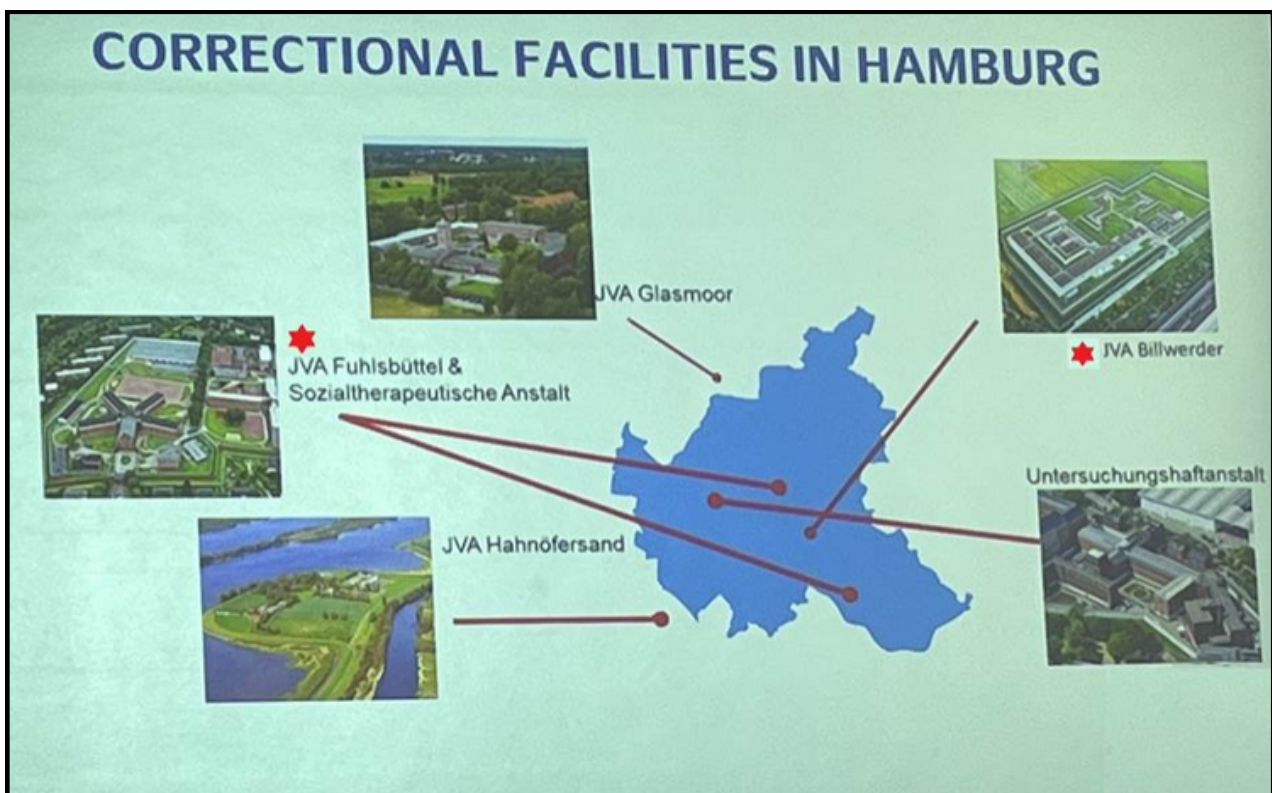 CORRECTIONAL FACILITIES IN HAMBURG
JVA Glasmoor
JVA Fuhlsbüttel &
Sozialtherapeutische Anstalt
JVA Billwerder
Untersuchungshaftanstalt
JVA Hahnöfersand